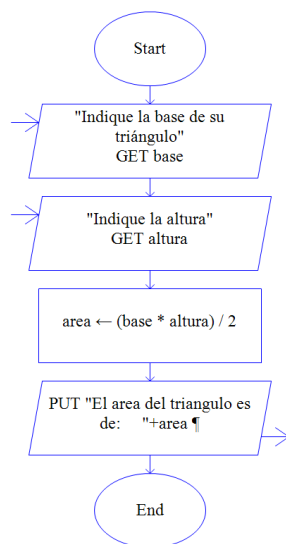 Start
"Indique la base de su
triángulo"
GET base
"Indique la altura"
GET altura
area ← (base * altura) / 2
PUT "El area del triangulo es
de:     "+area ¶
End